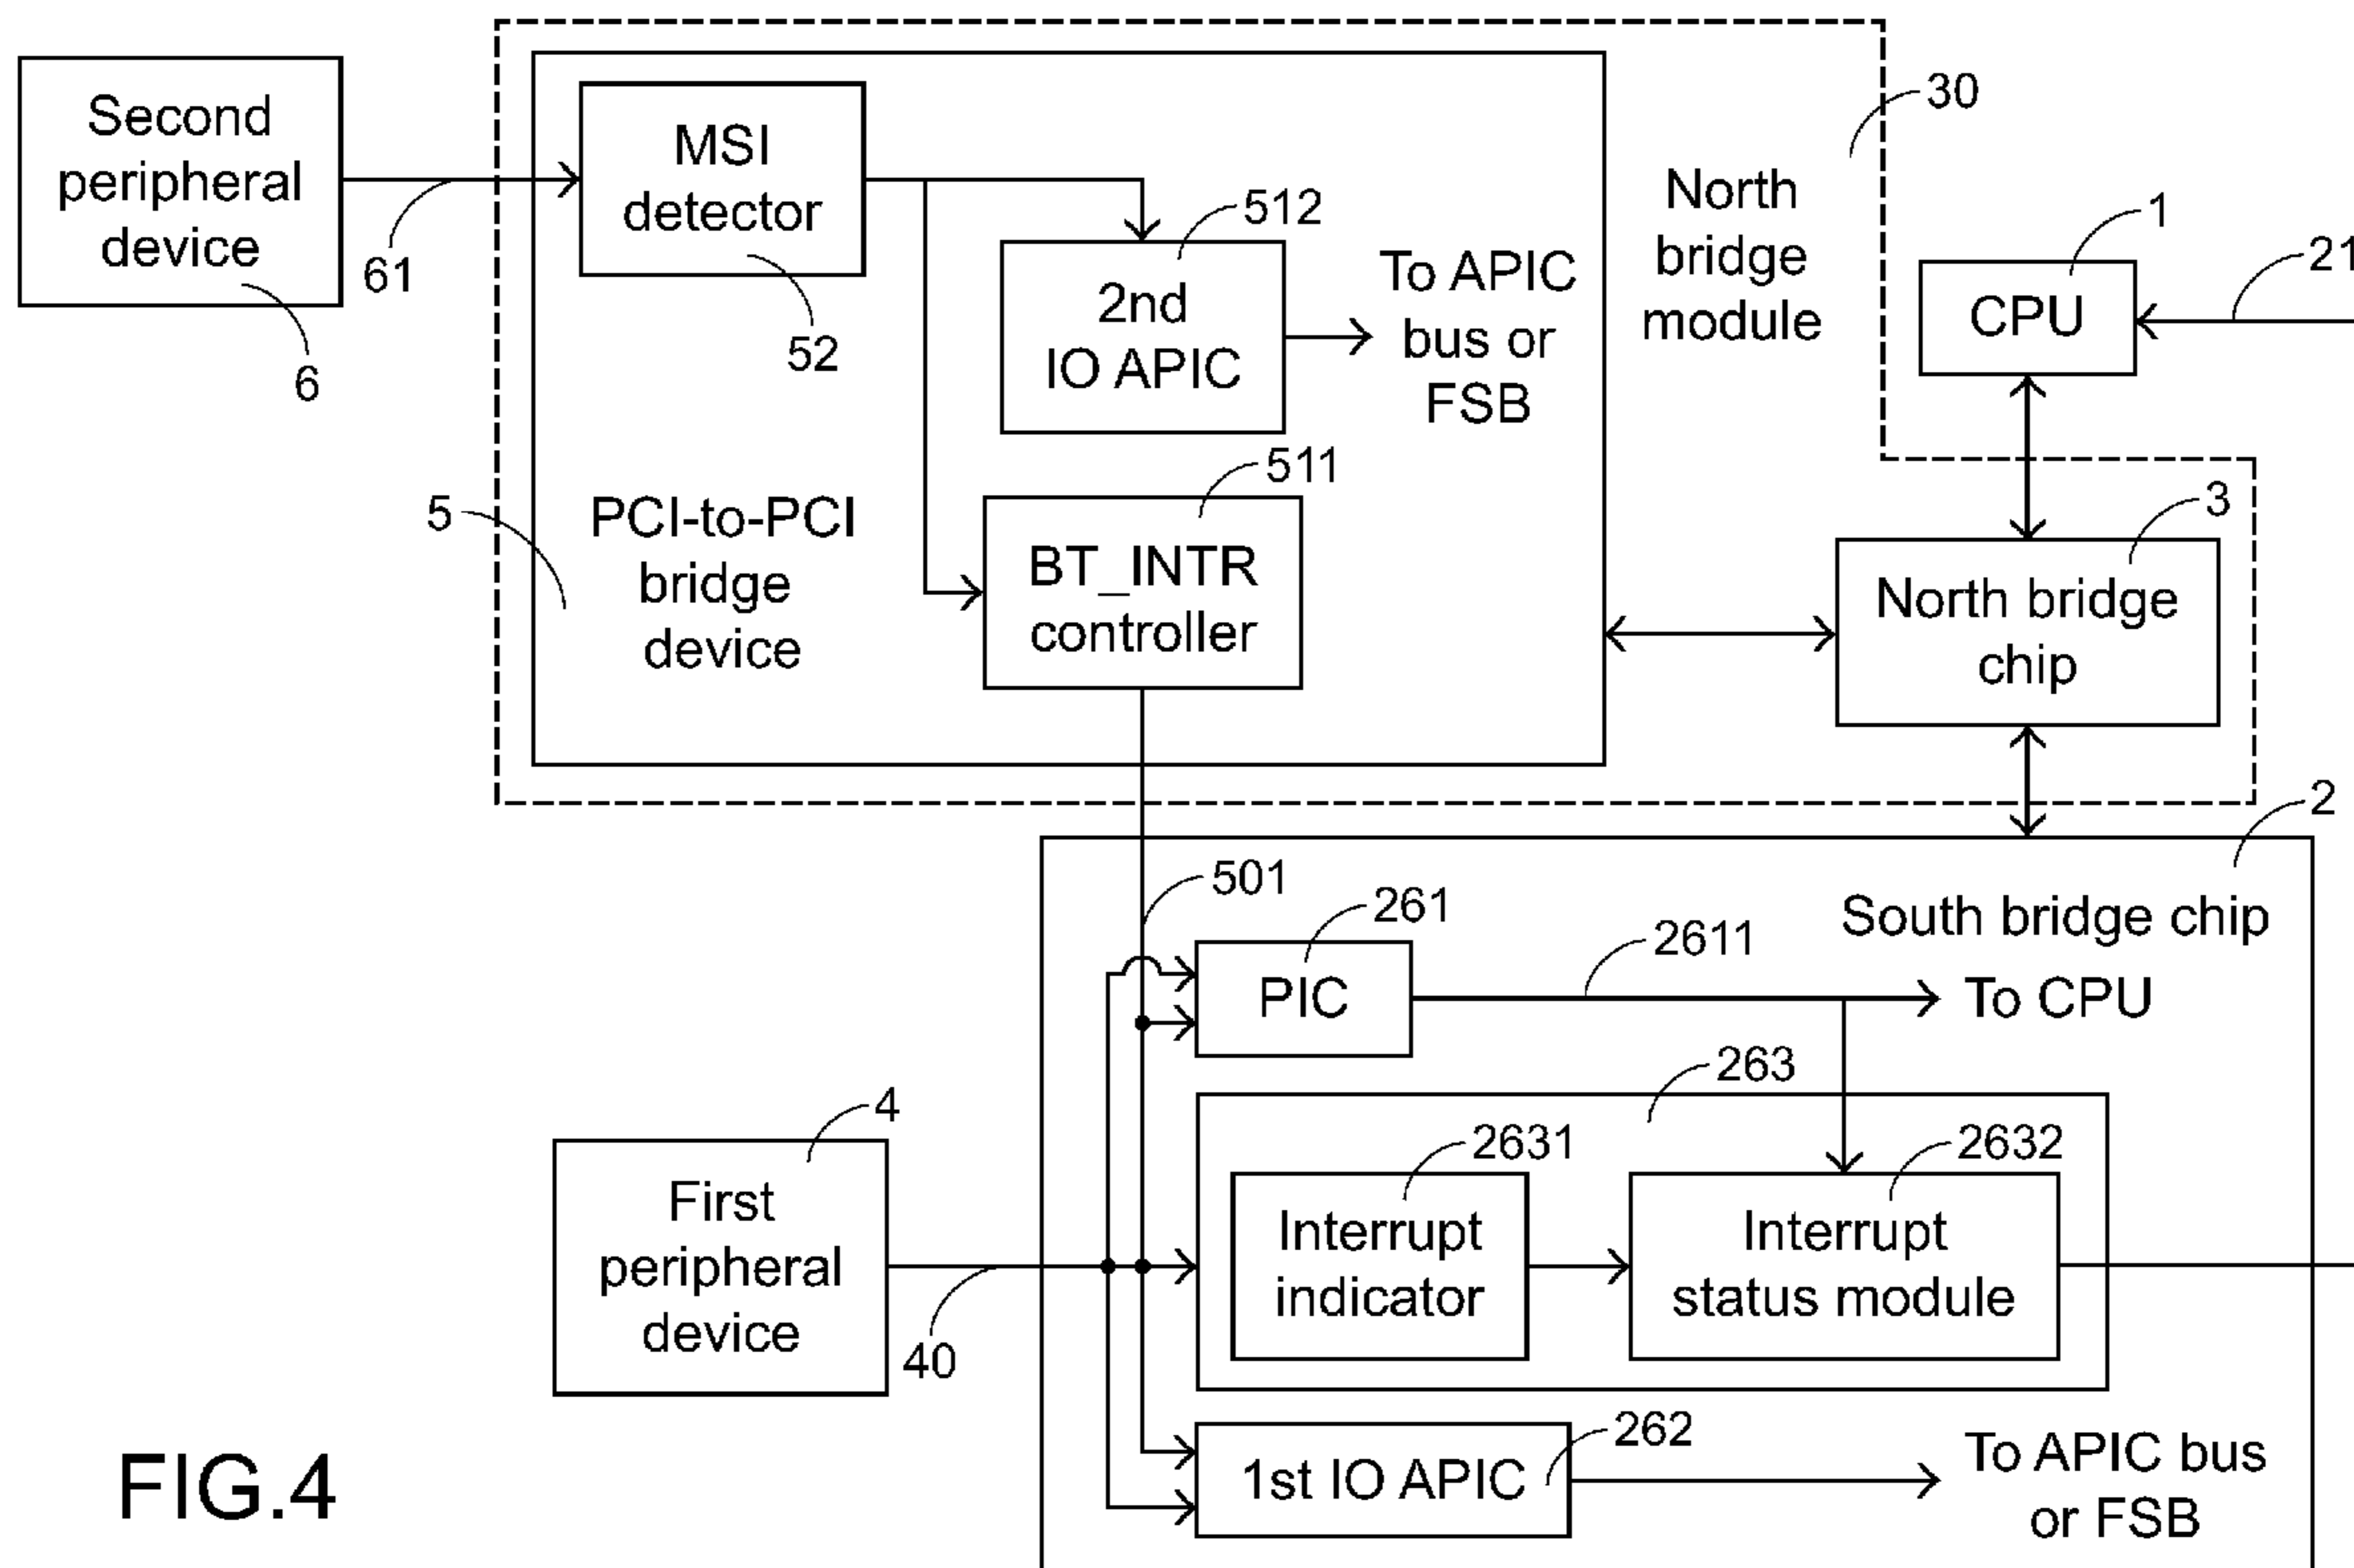 Second
peripheral
device
6
61
MSI
detector
52
512
2nd
IO APIC
To APIC
bus or
FSB
North
bridge
module
30
1
CPU
21
5
PCI-to-PCI
bridge
device
511
BT_INTR
controller
3
North bridge
chip
2
South bridge chip
501
261
PIC
2611
To CPU
263
4
First
peripheral
device
40
2631
Interrupt
indicator
2632
Interrupt
status module
262
1st IO APIC
To APIC bus
or FSB
FIG.4